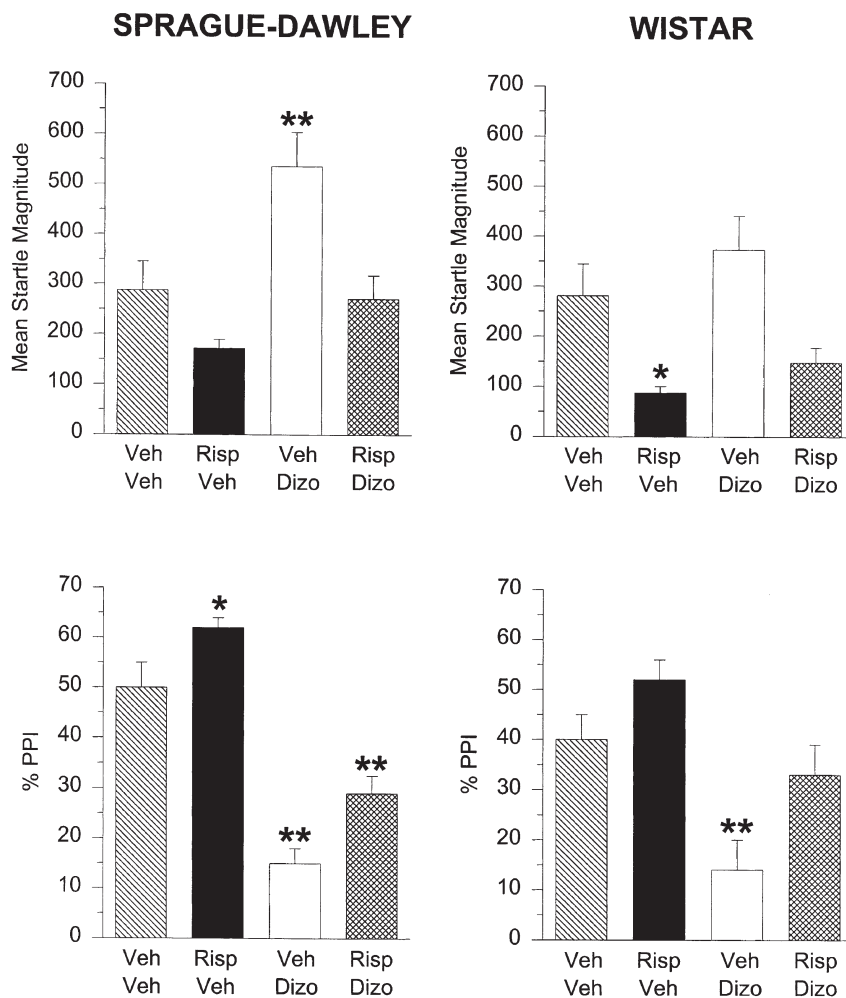 SPRAGUE-DAWLEY
WISTAR
Mean Startle Magnitude
700
600
500
400
300
200
100
0
**
Veh Risp Veh Risp
Veh Veh Dizo Dizo
Mean Startle Magnitude
700
600
500
400
300
200
100
0
*
Veh Risp Veh Risp
Veh Veh Dizo Dizo
% PPI
70
60
50
40
30
20
10
0
*
**
**
Veh Risp Veh Risp
Veh Veh Dizo Dizo
% PPI
70
60
50
40
30
20
10
0
**
Veh Risp Veh Risp
Veh Veh Dizo Dizo